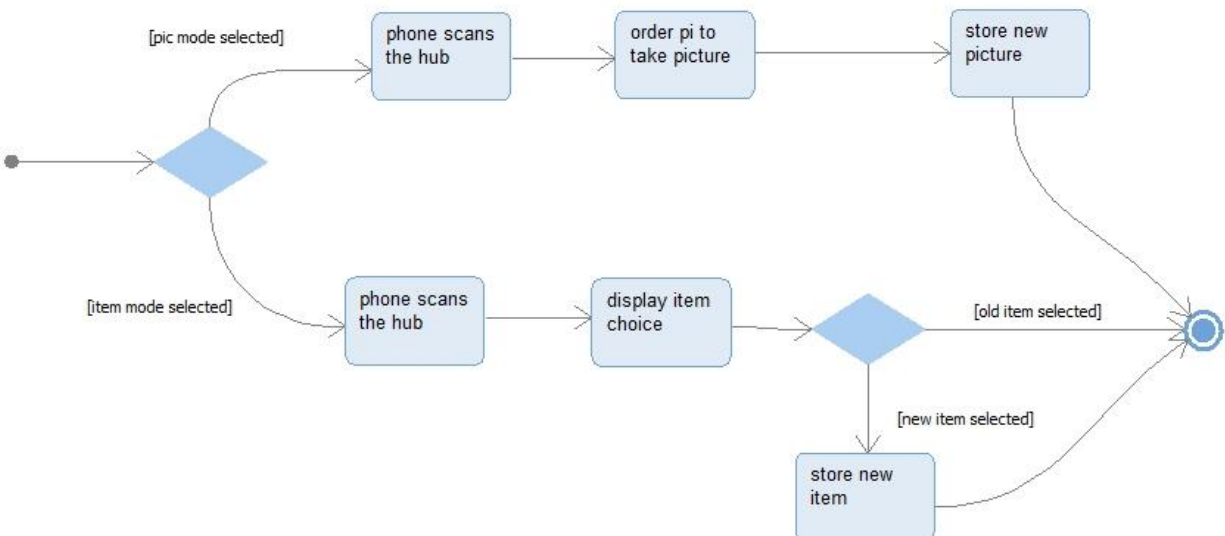 [pic mode selected]
phone scans
the hub
order pi to
take picture
store new
picture
[item mode selected]
phone scans
the hub
display item
choice
[old item selected]
[new item selected]
store new
item